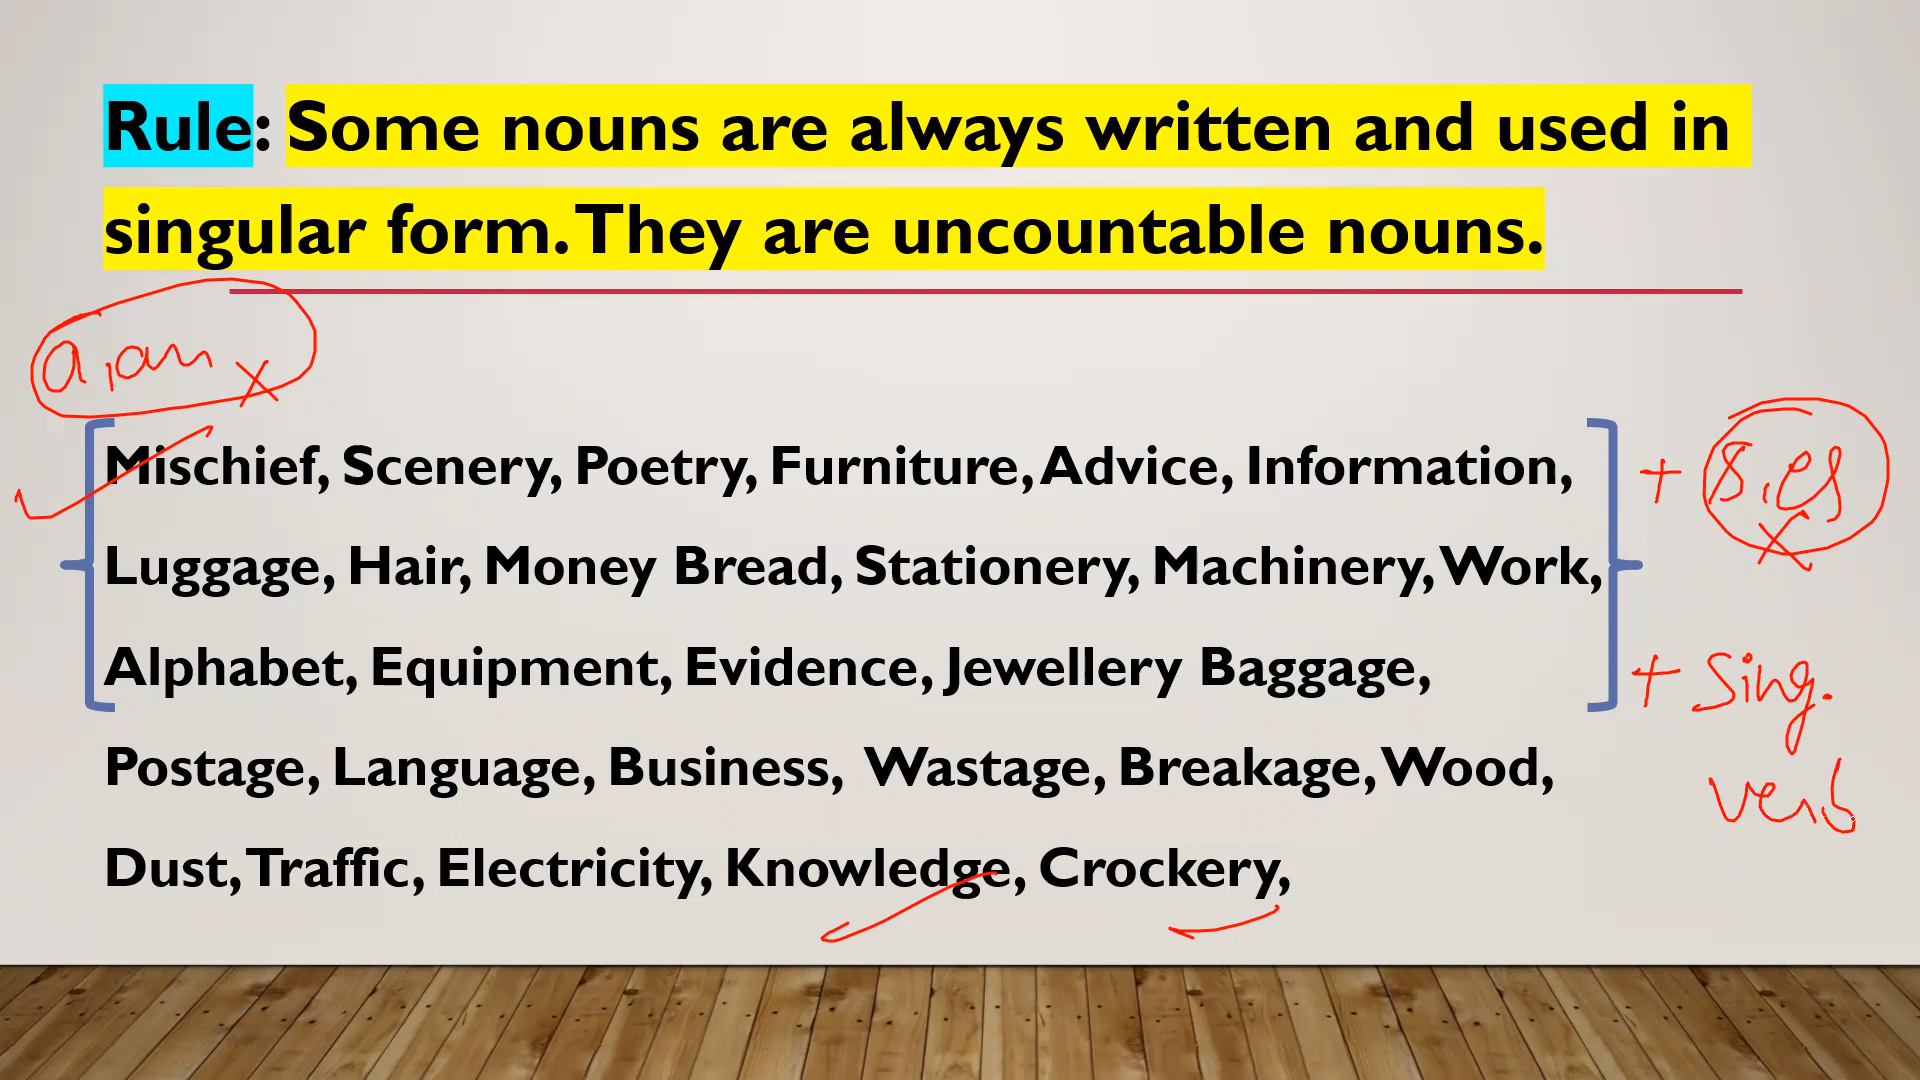 Rule: Some nouns are always written and used in
singular form. They are uncountable nouns.
a, an x
Mischief, Scenery, Poetry, Furniture, Advice, Information,
+ s, es x
Luggage, Hair, Money Bread, Stationery, Machinery, Work,
Alphabet, Equipment, Evidence, Jewellery Baggage,
+ Sing.
verb
Postage, Language, Business, Wastage, Breakage, Wood,
Dust, Traffic, Electricity, Knowledge, Crockery,